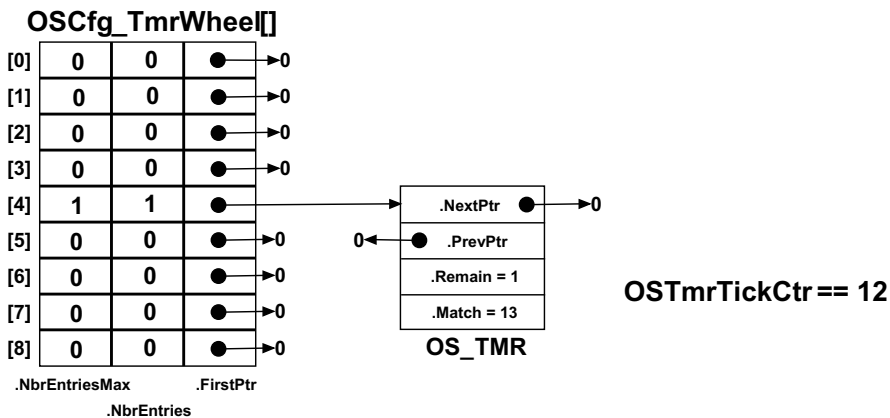 OSCfg_TmrWheel[]
[0] 0 0 0
[1] 0 0 0
[2] 0 0 0
[3] 0 0 0
[4] 1 1 .NextPtr 0
[5] 0 0 0 0 .PrevPtr
[6] 0 0 0 .Remain = 1
OSTmrTickCtr == 12
[7] 0 0 0 .Match = 13
[8] 0 0 0 OS_TMR
.NbrEntriesMax .FirstPtr
.NbrEntries